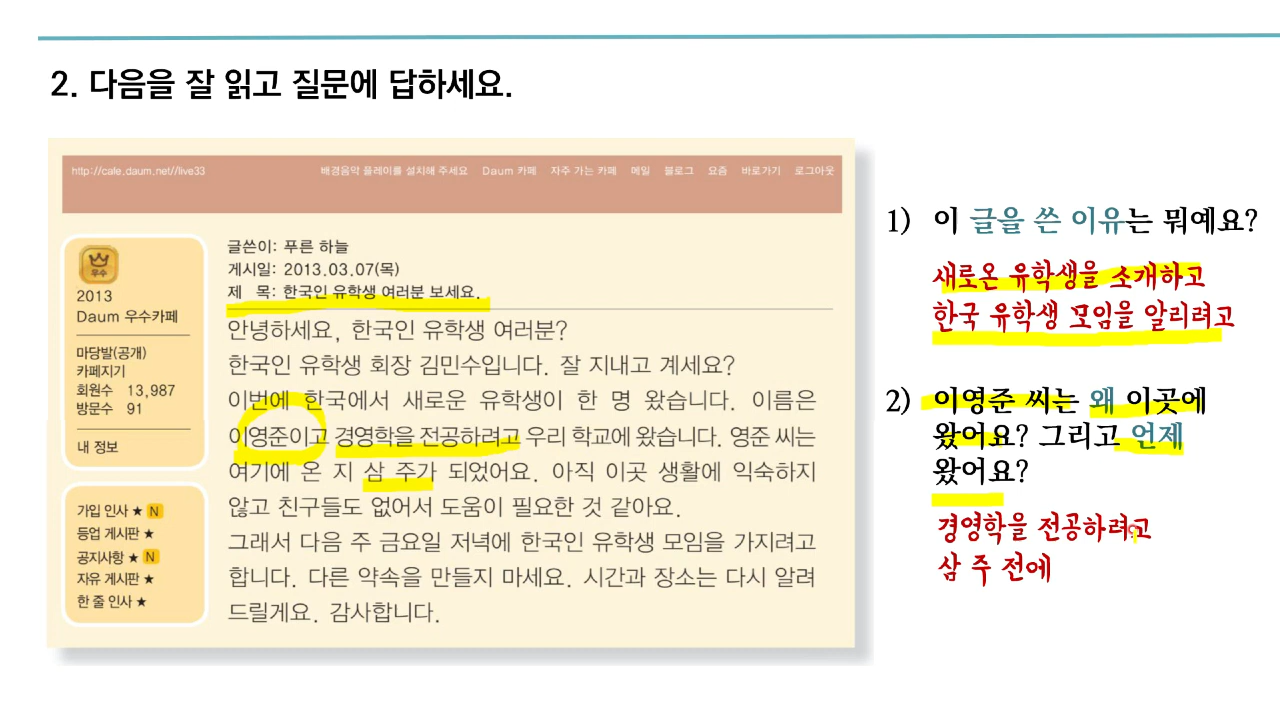 2. 다음을 잘 읽고 질문에 답하세요.
http://cafe.daum.net//live33 배경음악 플레이를 설치해 주세요 Daum 카페 자주 가는 카페 메일 블로그 요즘 바로가기 로그아웃
우수
2013
Daum 우수카페
마당발(공개)
카페지기
회원수 13,987
방문수 91
내 정보
가입 인사 ★ N
등업 게시판 ★
공지사항 ★ N
자유 게시판 ★
한 줄 인사 ★
글쓴이: 푸른 하늘
게시일: 2013.03.07(목)
제 목: 한국인 유학생 여러분 보세요.
안녕하세요, 한국인 유학생 여러분?
한국인 유학생 회장 김민수입니다. 잘 지내고 계세요?
이번에 한국에서 새로운 유학생이 한 명 왔습니다. 이름은
이영준이고 경영학을 전공하려고 우리 학교에 왔습니다. 영준 씨는
여기에 온 지 삼 주가 되었어요. 아직 이곳 생활에 익숙하지
않고 친구들도 없어서 도움이 필요한 것 같아요.
그래서 다음 주 금요일 저녁에 한국인 유학생 모임을 가지려고
합니다. 다른 약속을 만들지 마세요. 시간과 장소는 다시 알려
드릴게요. 감사합니다.
1) 이 글을 쓴 이유는 뭐예요?
새로온 유학생을 소개하고
한국 유학생 모임을 알리려고
2) 이영준 씨는 왜 이곳에
왔어요? 그리고 언제
왔어요?
경영학을 전공하려고
삼 주 전에